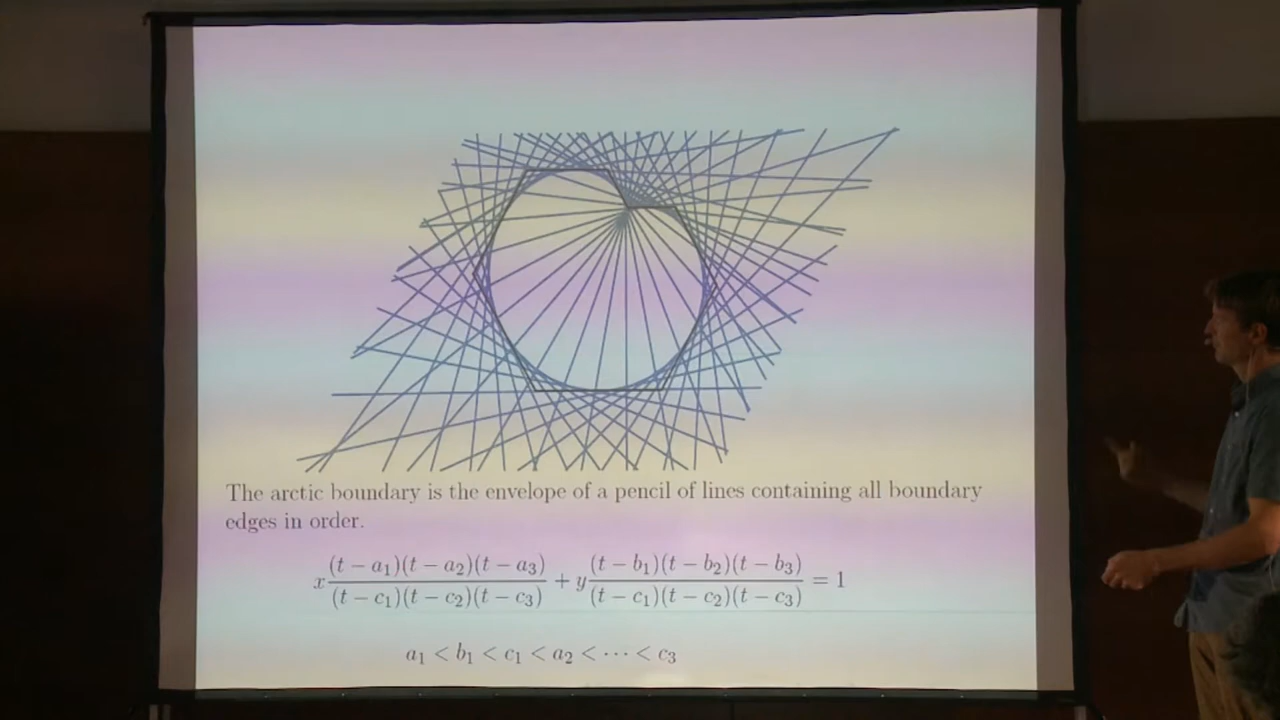 The arctic boundary is the envelope of a pencil of lines containing all boundary
edges in order.
x (t − a₁)(t − a₂)(t − a₃) / (t − c₁)(t − c₂)(t − c₃) + y (t − b₁)(t − b₂)(t − b₃) / (t − c₁)(t − c₂)(t − c₃) = 1
a₁ < b₁ < c₁ < a₂ < ⋯ < c₃